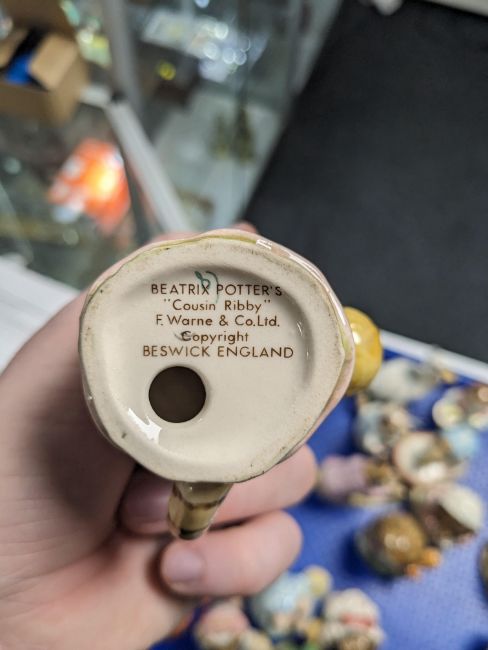 BEATRIX POTTER'S
"Cousin Ribby"
F. Warne & Co.Ltd.
Copyright
BESWICK ENGLAND